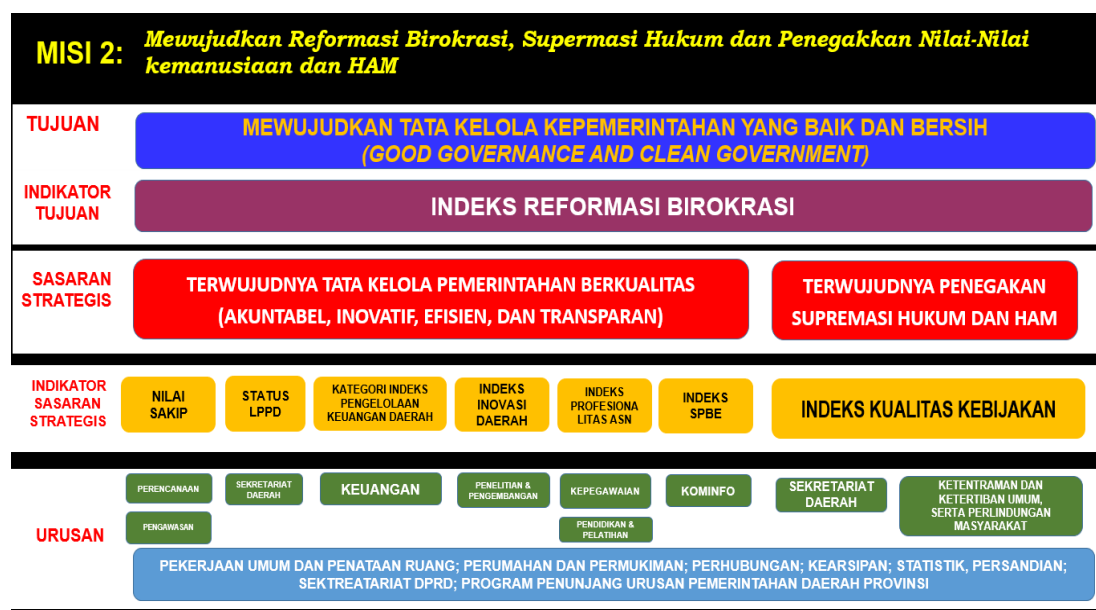 MISI 2:
Mewujudkan Reformasi Birokrasi, Supermasi Hukum dan Penegakkan Nilai-Nilai
kemanusiaan dan HAM
TUJUAN
MEWUJUDKAN TATA KELOLA KEPEMERINTAHAN YANG BAIK DAN BERSIH
(GOOD GOVERNANCE AND CLEAN GOVERNMENT)
INDIKATOR
TUJUAN
INDEKS REFORMASI BIROKRASI
SASARAN
STRATEGIS
TERWUJUDNYA TATA KELOLA PEMERINTAHAN BERKUALITAS
(AKUNTABEL, INOVATIF, EFISIEN, DAN TRANSPARAN)
TERWUJUDNYA PENEGAKAN
SUPREMASI HUKUM DAN HAM
INDIKATOR
SASARAN
STRATEGIS
NILAI
SAKIP
STATUS
LPPD
KATEGORI INDEKS
PENGELOLAAN
KEUANGAN DAERAH
INDEKS
INOVASI
DAERAH
INDEKS
PROFESIONA
LITAS ASN
INDEKS
SPBE
INDEKS KUALITAS KEBIJAKAN
URUSAN
PERENCANAAN
PENGAWASAN
SEKRETARIAT
DAERAH
KEUANGAN
PENELITIAN &
PENGEMBANGAN
KEPEGAWAIAN
PENDIDIKAN &
PELATIHAN
KOMINFO
SEKRETARIAT
DAERAH
KETENTRAMAN DAN
KETERTIBAN UMUM,
SERTA PERLINDUNGAN
MASYARAKAT
PEKERJAAN UMUM DAN PENATAAN RUANG; PERUMAHAN DAN PERMUKIMAN; PERHUBUNGAN; KEARSIPAN; STATISTIK, PERSANDIAN;
SEKTREATARIAT DPRD; PROGRAM PENUNJANG URUSAN PEMERINTAHAN DAERAH PROVINSI